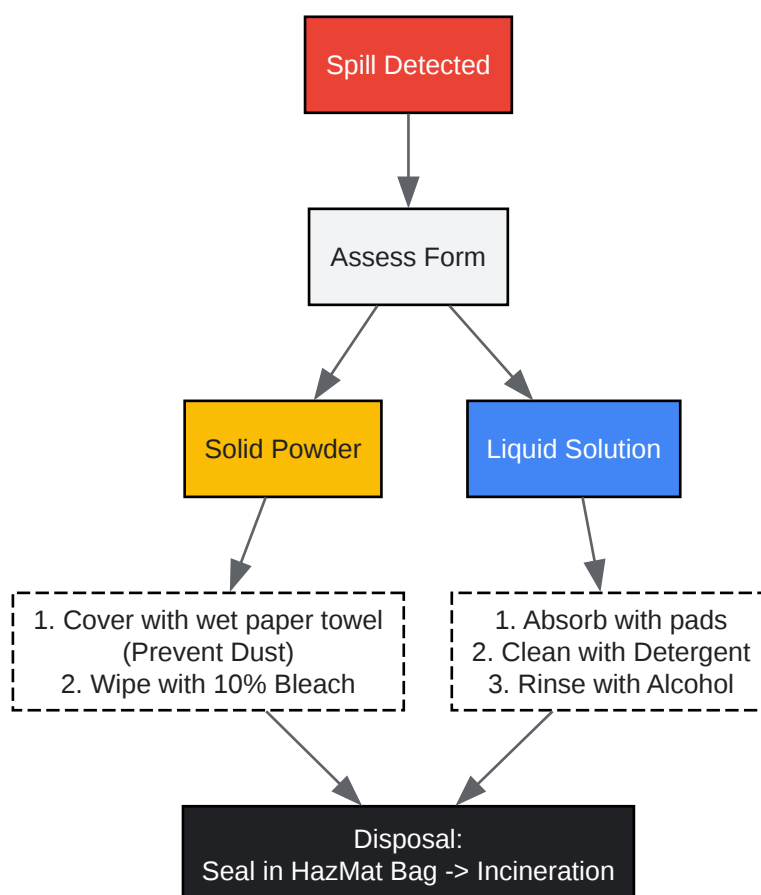 Spill Detected
Assess Form
Solid Powder
Liquid Solution
1. Cover with wet paper towel
(Prevent Dust)
2. Wipe with 10% Bleach
1. Absorb with pads
2. Clean with Detergent
3. Rinse with Alcohol
Disposal:
Seal in HazMat Bag -> Incineration